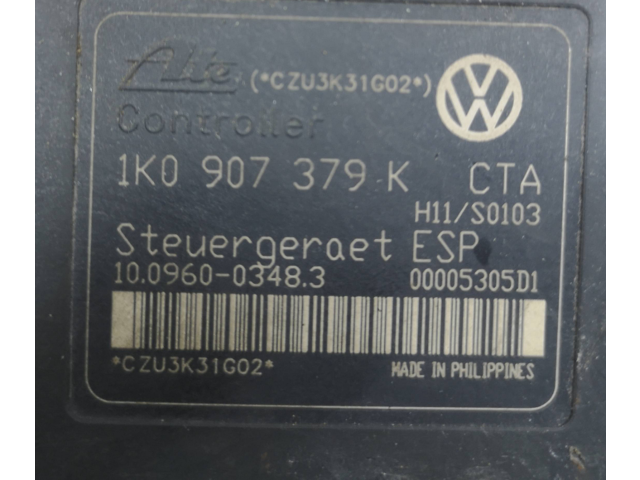 Ate (*CZU3K31G02*)
Controller
1K0 907 379 K CTA
H11/S0103
Steuergeraet ESP
10.0960-0348.3 00005305D1
*CZU3K31G02* MADE IN PHILIPPINES